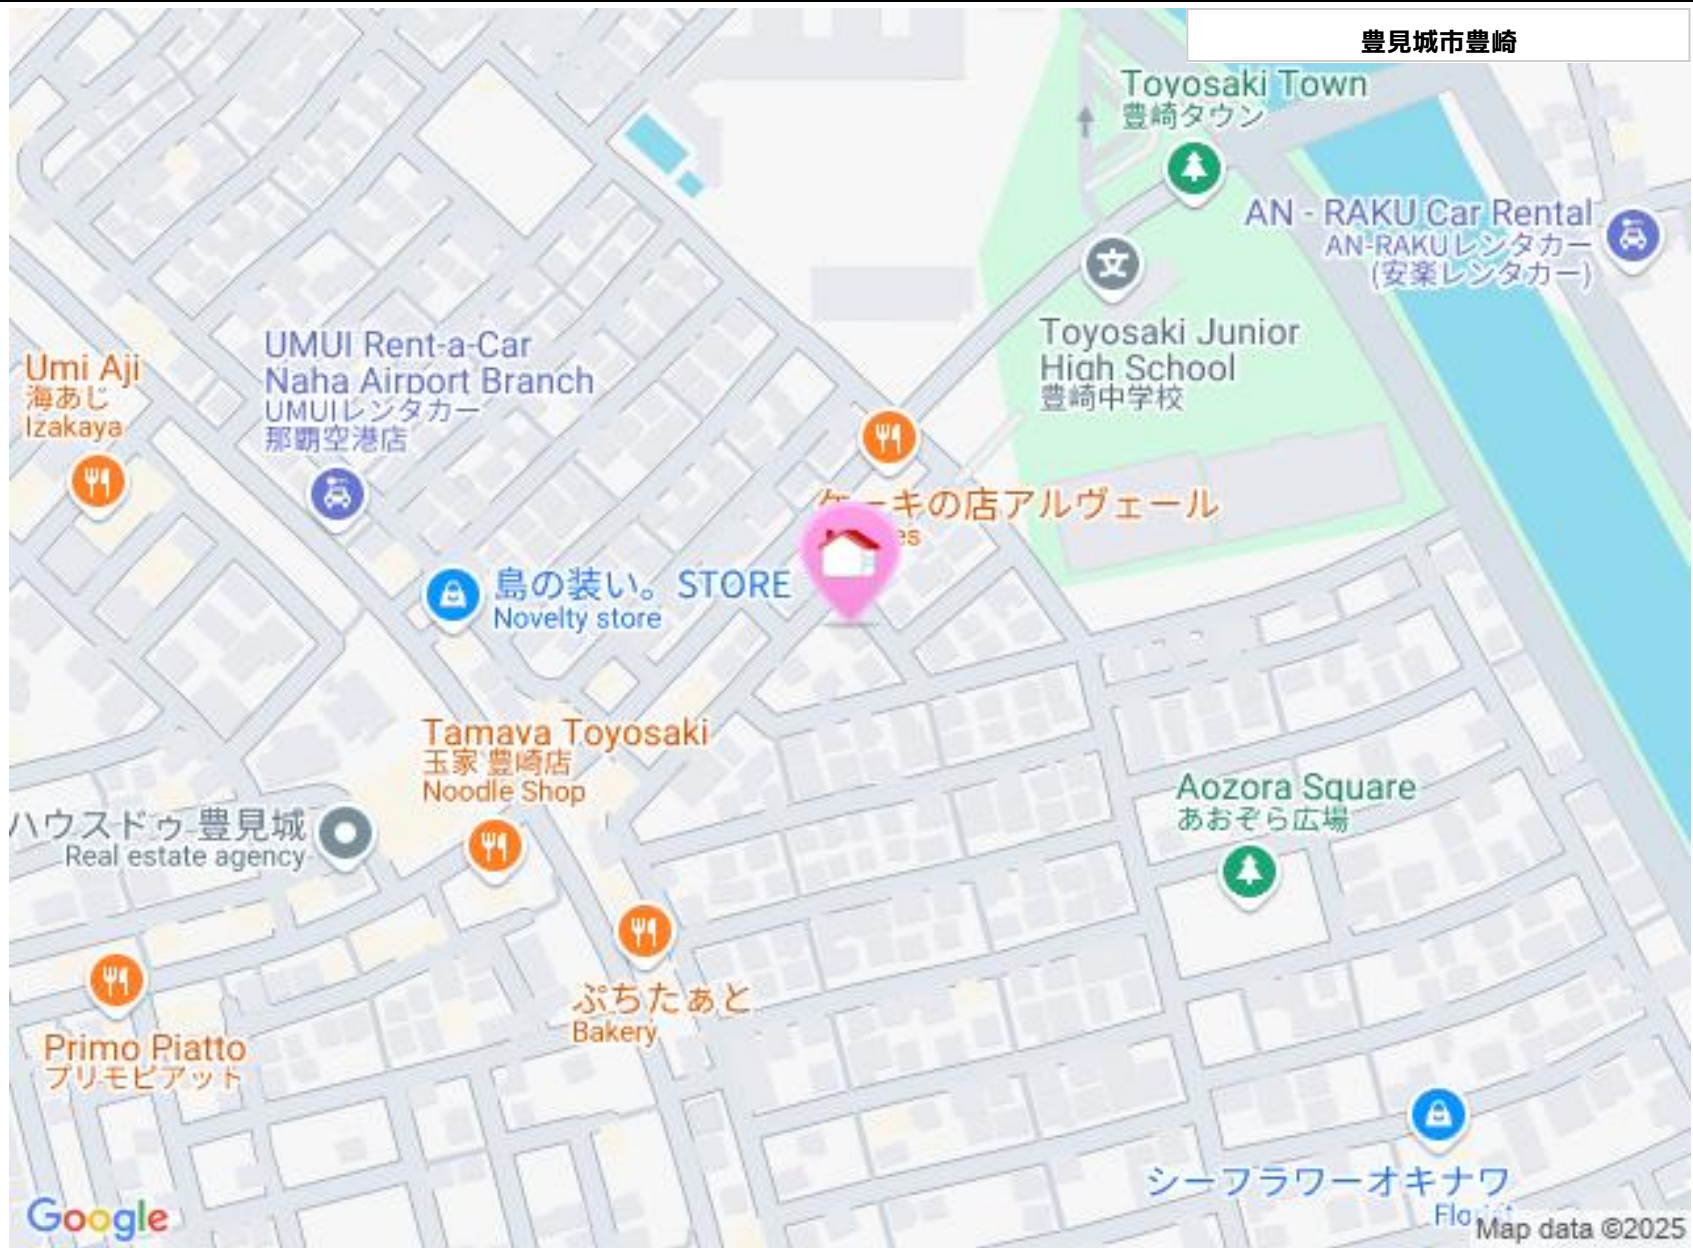 豊見城市豊崎
Toyosaki Town
豊崎タウン
AN - RAKU Car Rental
AN-RAKUレンタカー
(安楽レンタカー)
Toyosaki Junior
High School
豊崎中学校
UMUI Rent-a-Car
Naha Airport Branch
UMUIレンタカー
那覇空港店
Umi Aji
海あじ
Izakaya
ケーキの店アルヴェール
島の装い。STORE
Novelty store
Tamaya Toyosaki
玉家 豊崎店
Noodle Shop
Aozora Square
あおぞら広場
ハウスドゥ 豊見城
Real estate agency
ぷちたぁと
Bakery
Primo Piatto
プリモピアット
シーフラワーオキナワ
Florist
Google
Map data ©2025